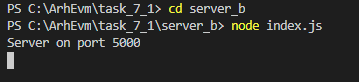 PS C:\ArhEvm\task_7_1> cd server_b
PS C:\ArhEvm\task_7_1\server_b> node index.js
Server on port 5000